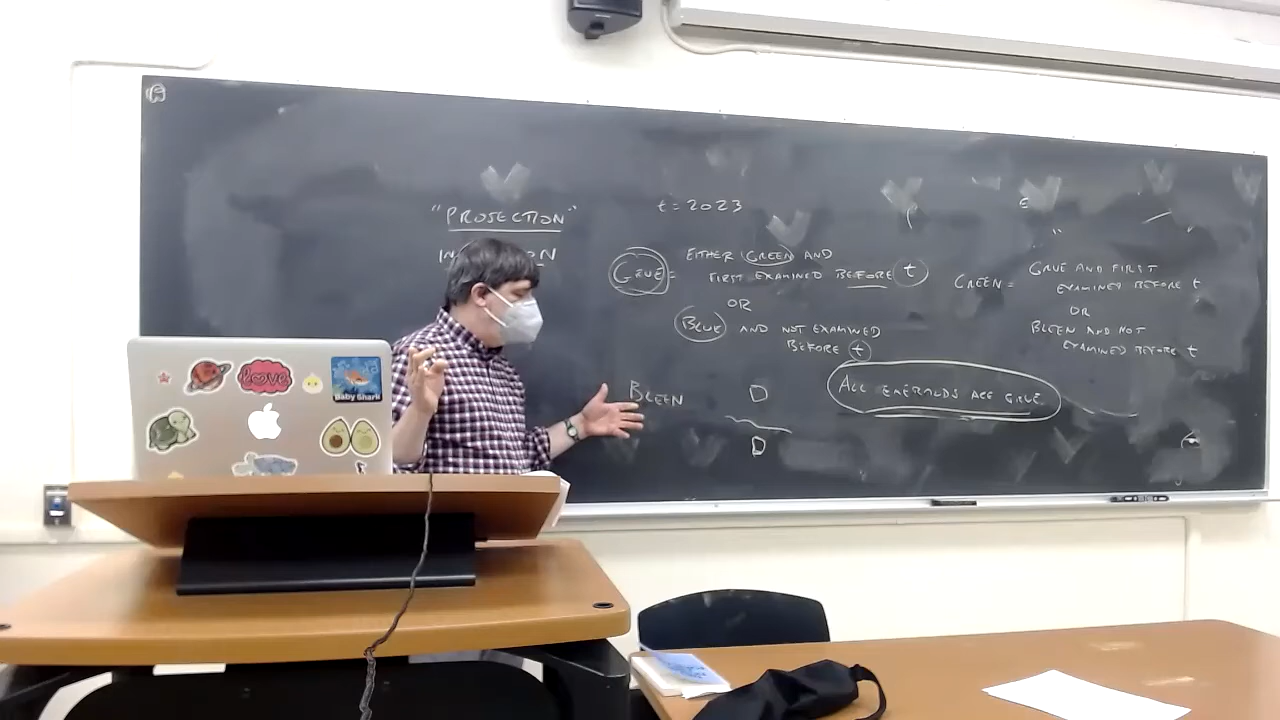 "PROJECTION"
t = 2023
GRUE = EITHER GREEN AND
FIRST EXAMINED BEFORE t
OR
BLUE AND NOT EXAMINED
BEFORE t
GREEN = GRUE AND FIRST
EXAMINED BEFORE t
OR
BLEEN AND NOT
EXAMINED BEFORE t
BLEEN
D
D
ALL EMERALDS ARE GRUE
love
Baby Shark